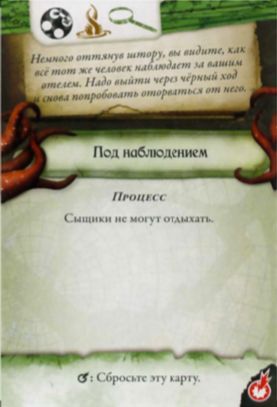 Немного оттянув штору, вы видите, как
всё тот же человек наблюдает за вашим
отелем. Надо выйти через чёрный ход
и снова попробовать оторваться от него.
Под наблюдением
Процесс
Сыщики не могут отдыхать.
: Сбросьте эту карту.